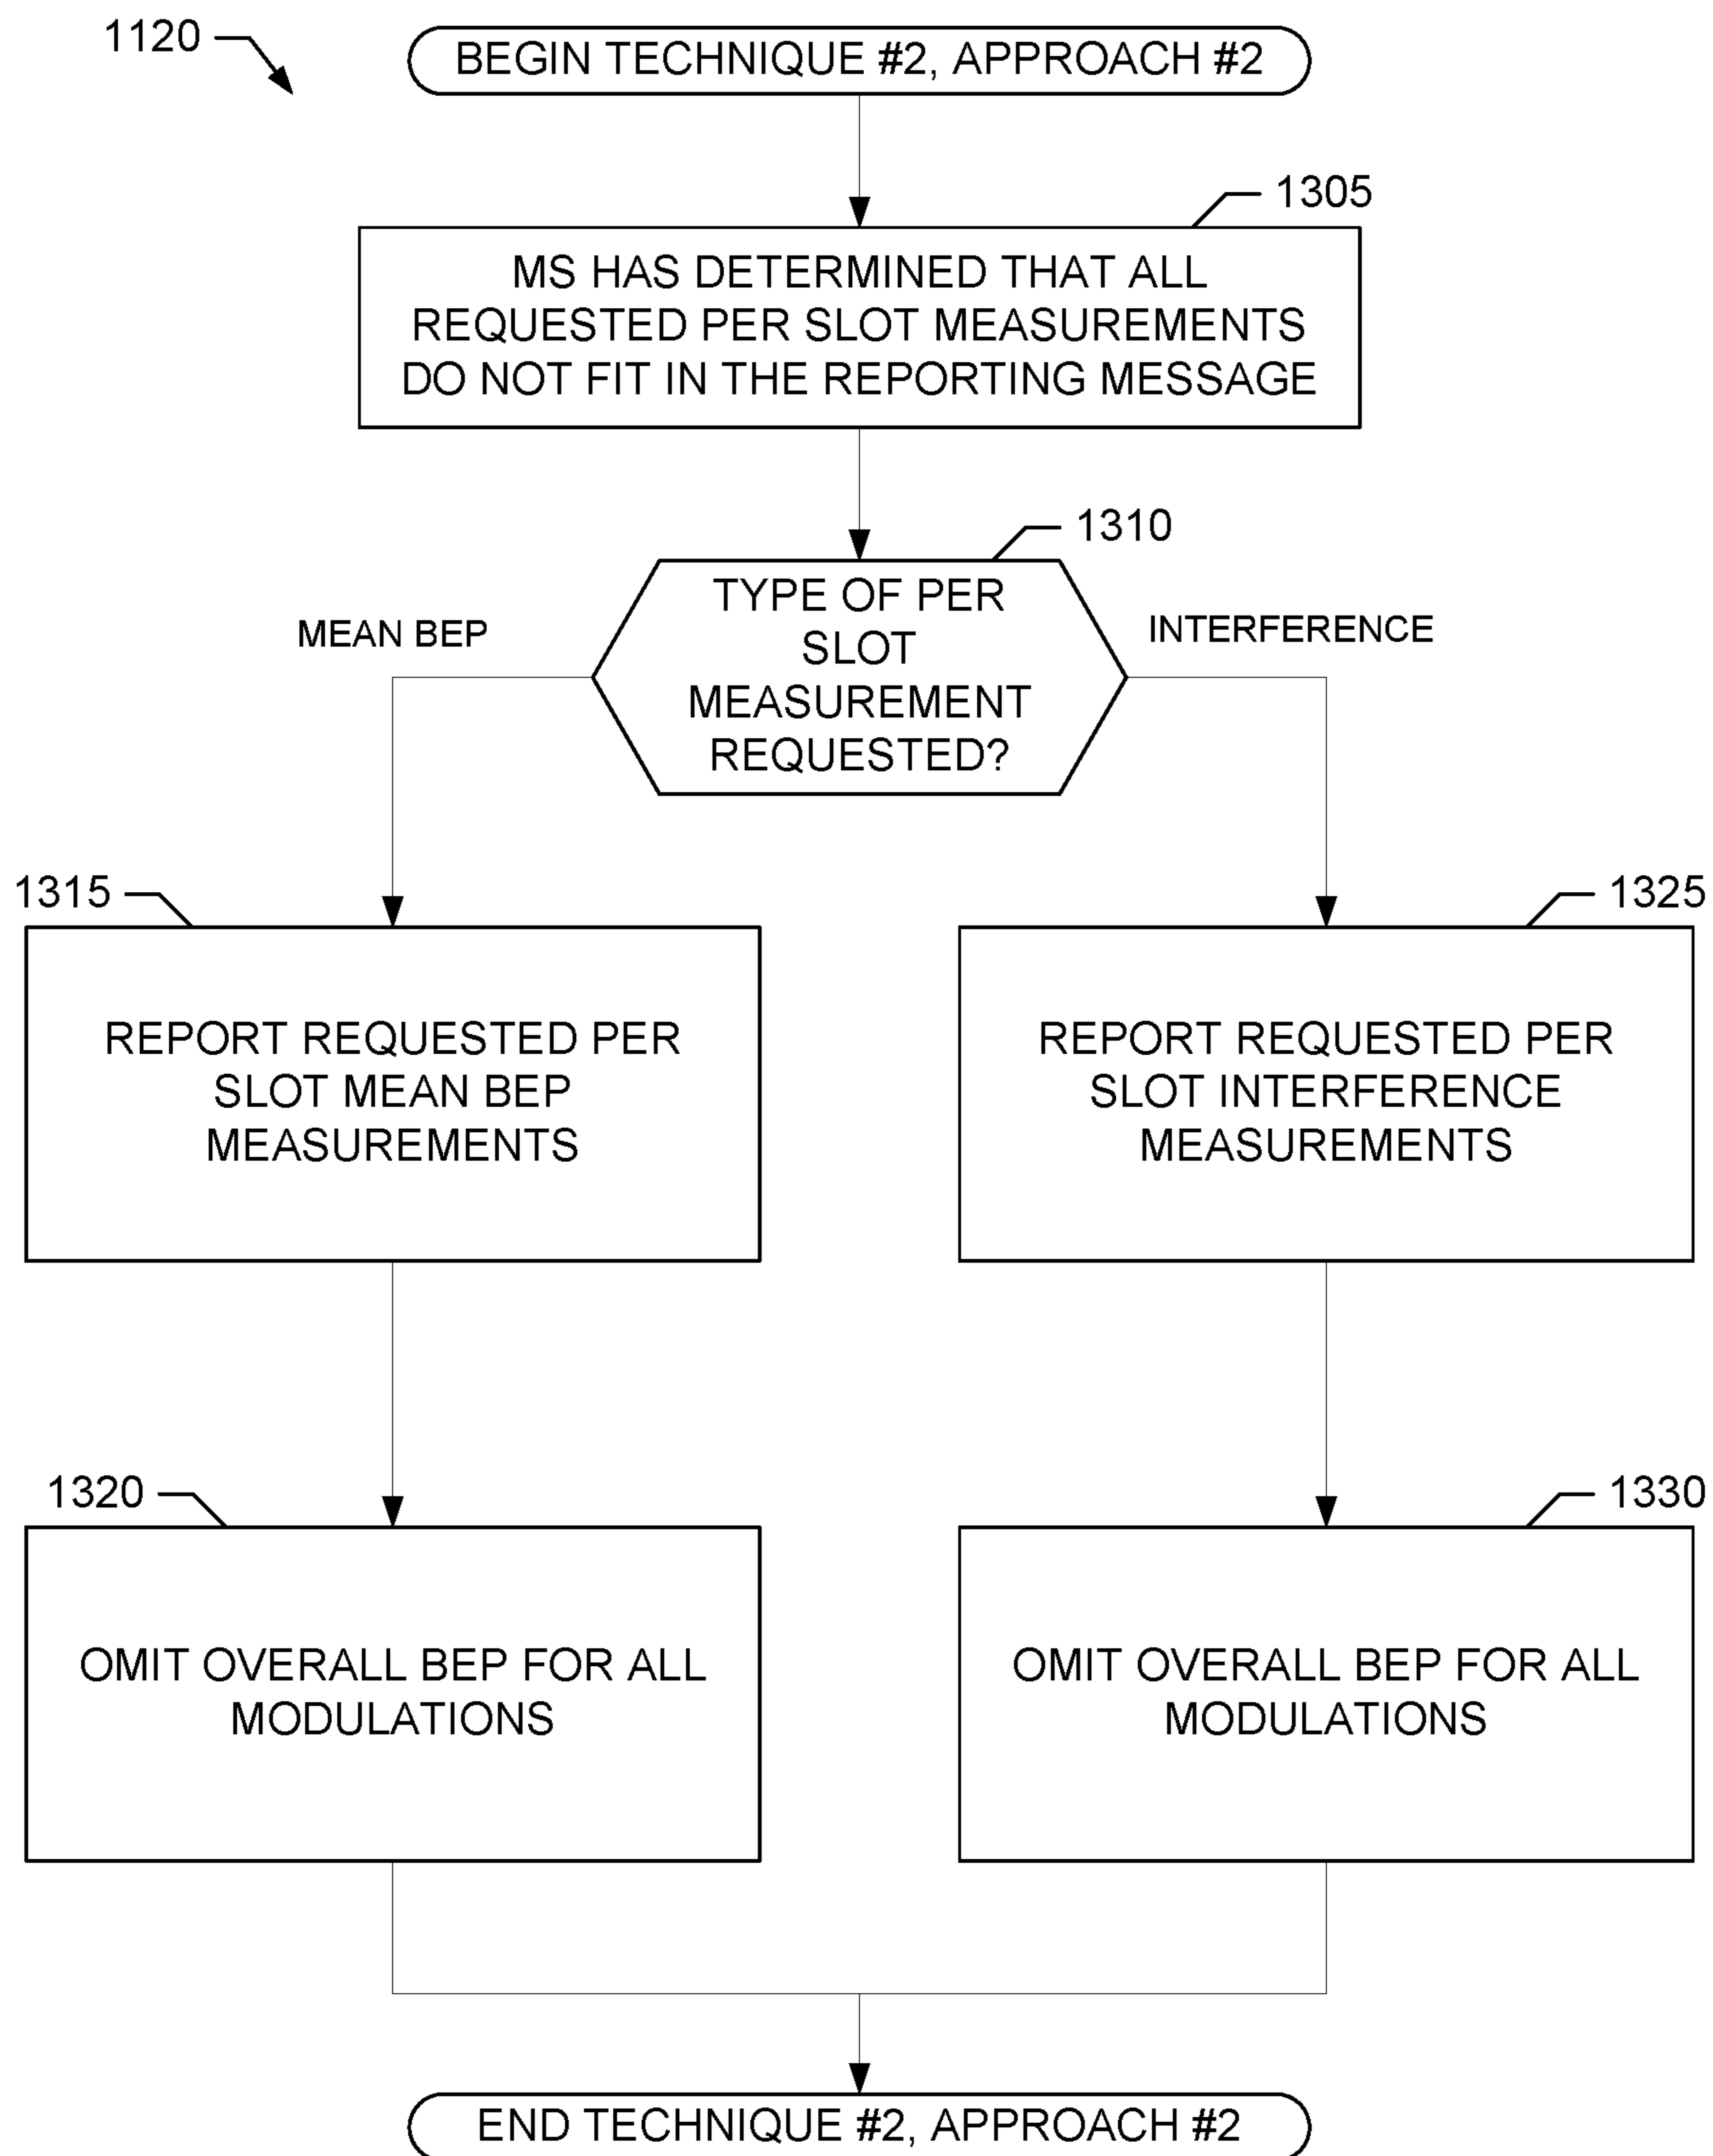 1120
BEGIN TECHNIQUE #2, APPROACH #2
1305
MS HAS DETERMINED THAT ALL
REQUESTED PER SLOT MEASUREMENTS
DO NOT FIT IN THE REPORTING MESSAGE
1310
TYPE OF PER
SLOT
MEASUREMENT
REQUESTED?
MEAN BEP
INTERFERENCE
1315
REPORT REQUESTED PER
SLOT MEAN BEP
MEASUREMENTS
1325
REPORT REQUESTED PER
SLOT INTERFERENCE
MEASUREMENTS
1320
OMIT OVERALL BEP FOR ALL
MODULATIONS
1330
OMIT OVERALL BEP FOR ALL
MODULATIONS
END TECHNIQUE #2, APPROACH #2